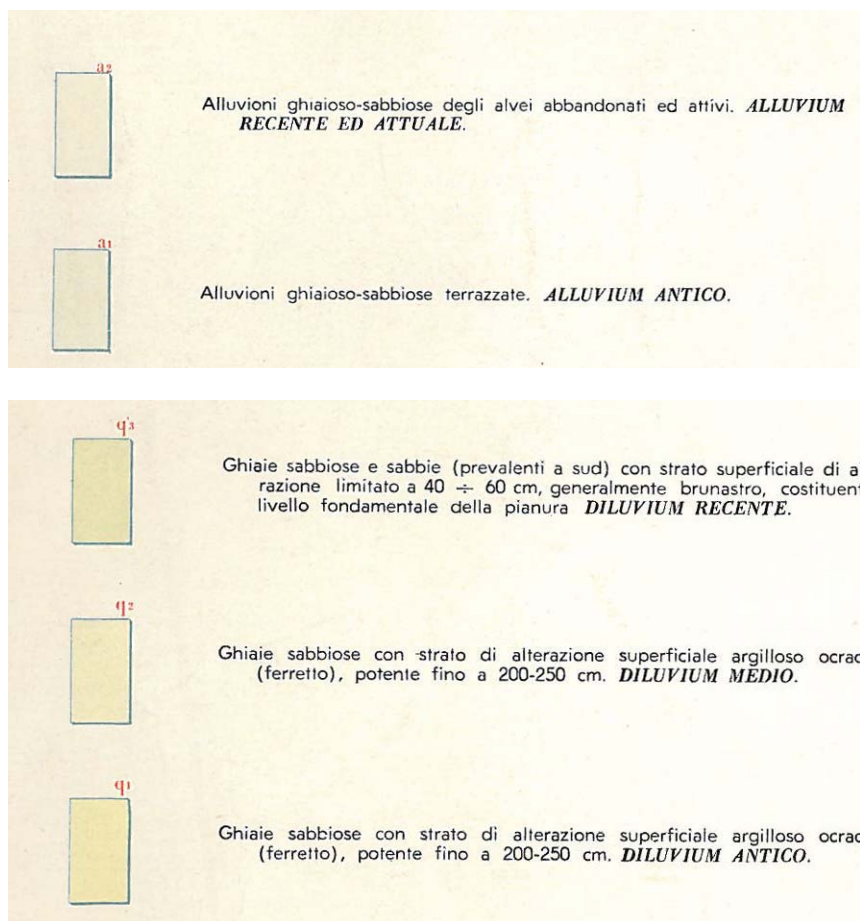 a2
Alluvioni ghiaioso-sabbiose degli alvei abbandonati ed attivi. ALLUVIUM
RECENTE ED ATTUALE.
a1
Alluvioni ghiaioso-sabbiose terrazzate. ALLUVIUM ANTICO.
q3
Ghiaie sabbiose e sabbie (prevalenti a sud) con strato superficiale di a
razione limitato a 40 ÷ 60 cm, generalmente brunastro, costituent
livello fondamentale della pianura DILUVIUM RECENTE.
q2
Ghiaie sabbiose con strato di alterazione superficiale argilloso ocrac
(ferretto), potente fino a 200-250 cm. DILUVIUM MEDIO.
q1
Ghiaie sabbiose con strato di alterazione superficiale argilloso ocrac
(ferretto), potente fino a 200-250 cm. DILUVIUM ANTICO.